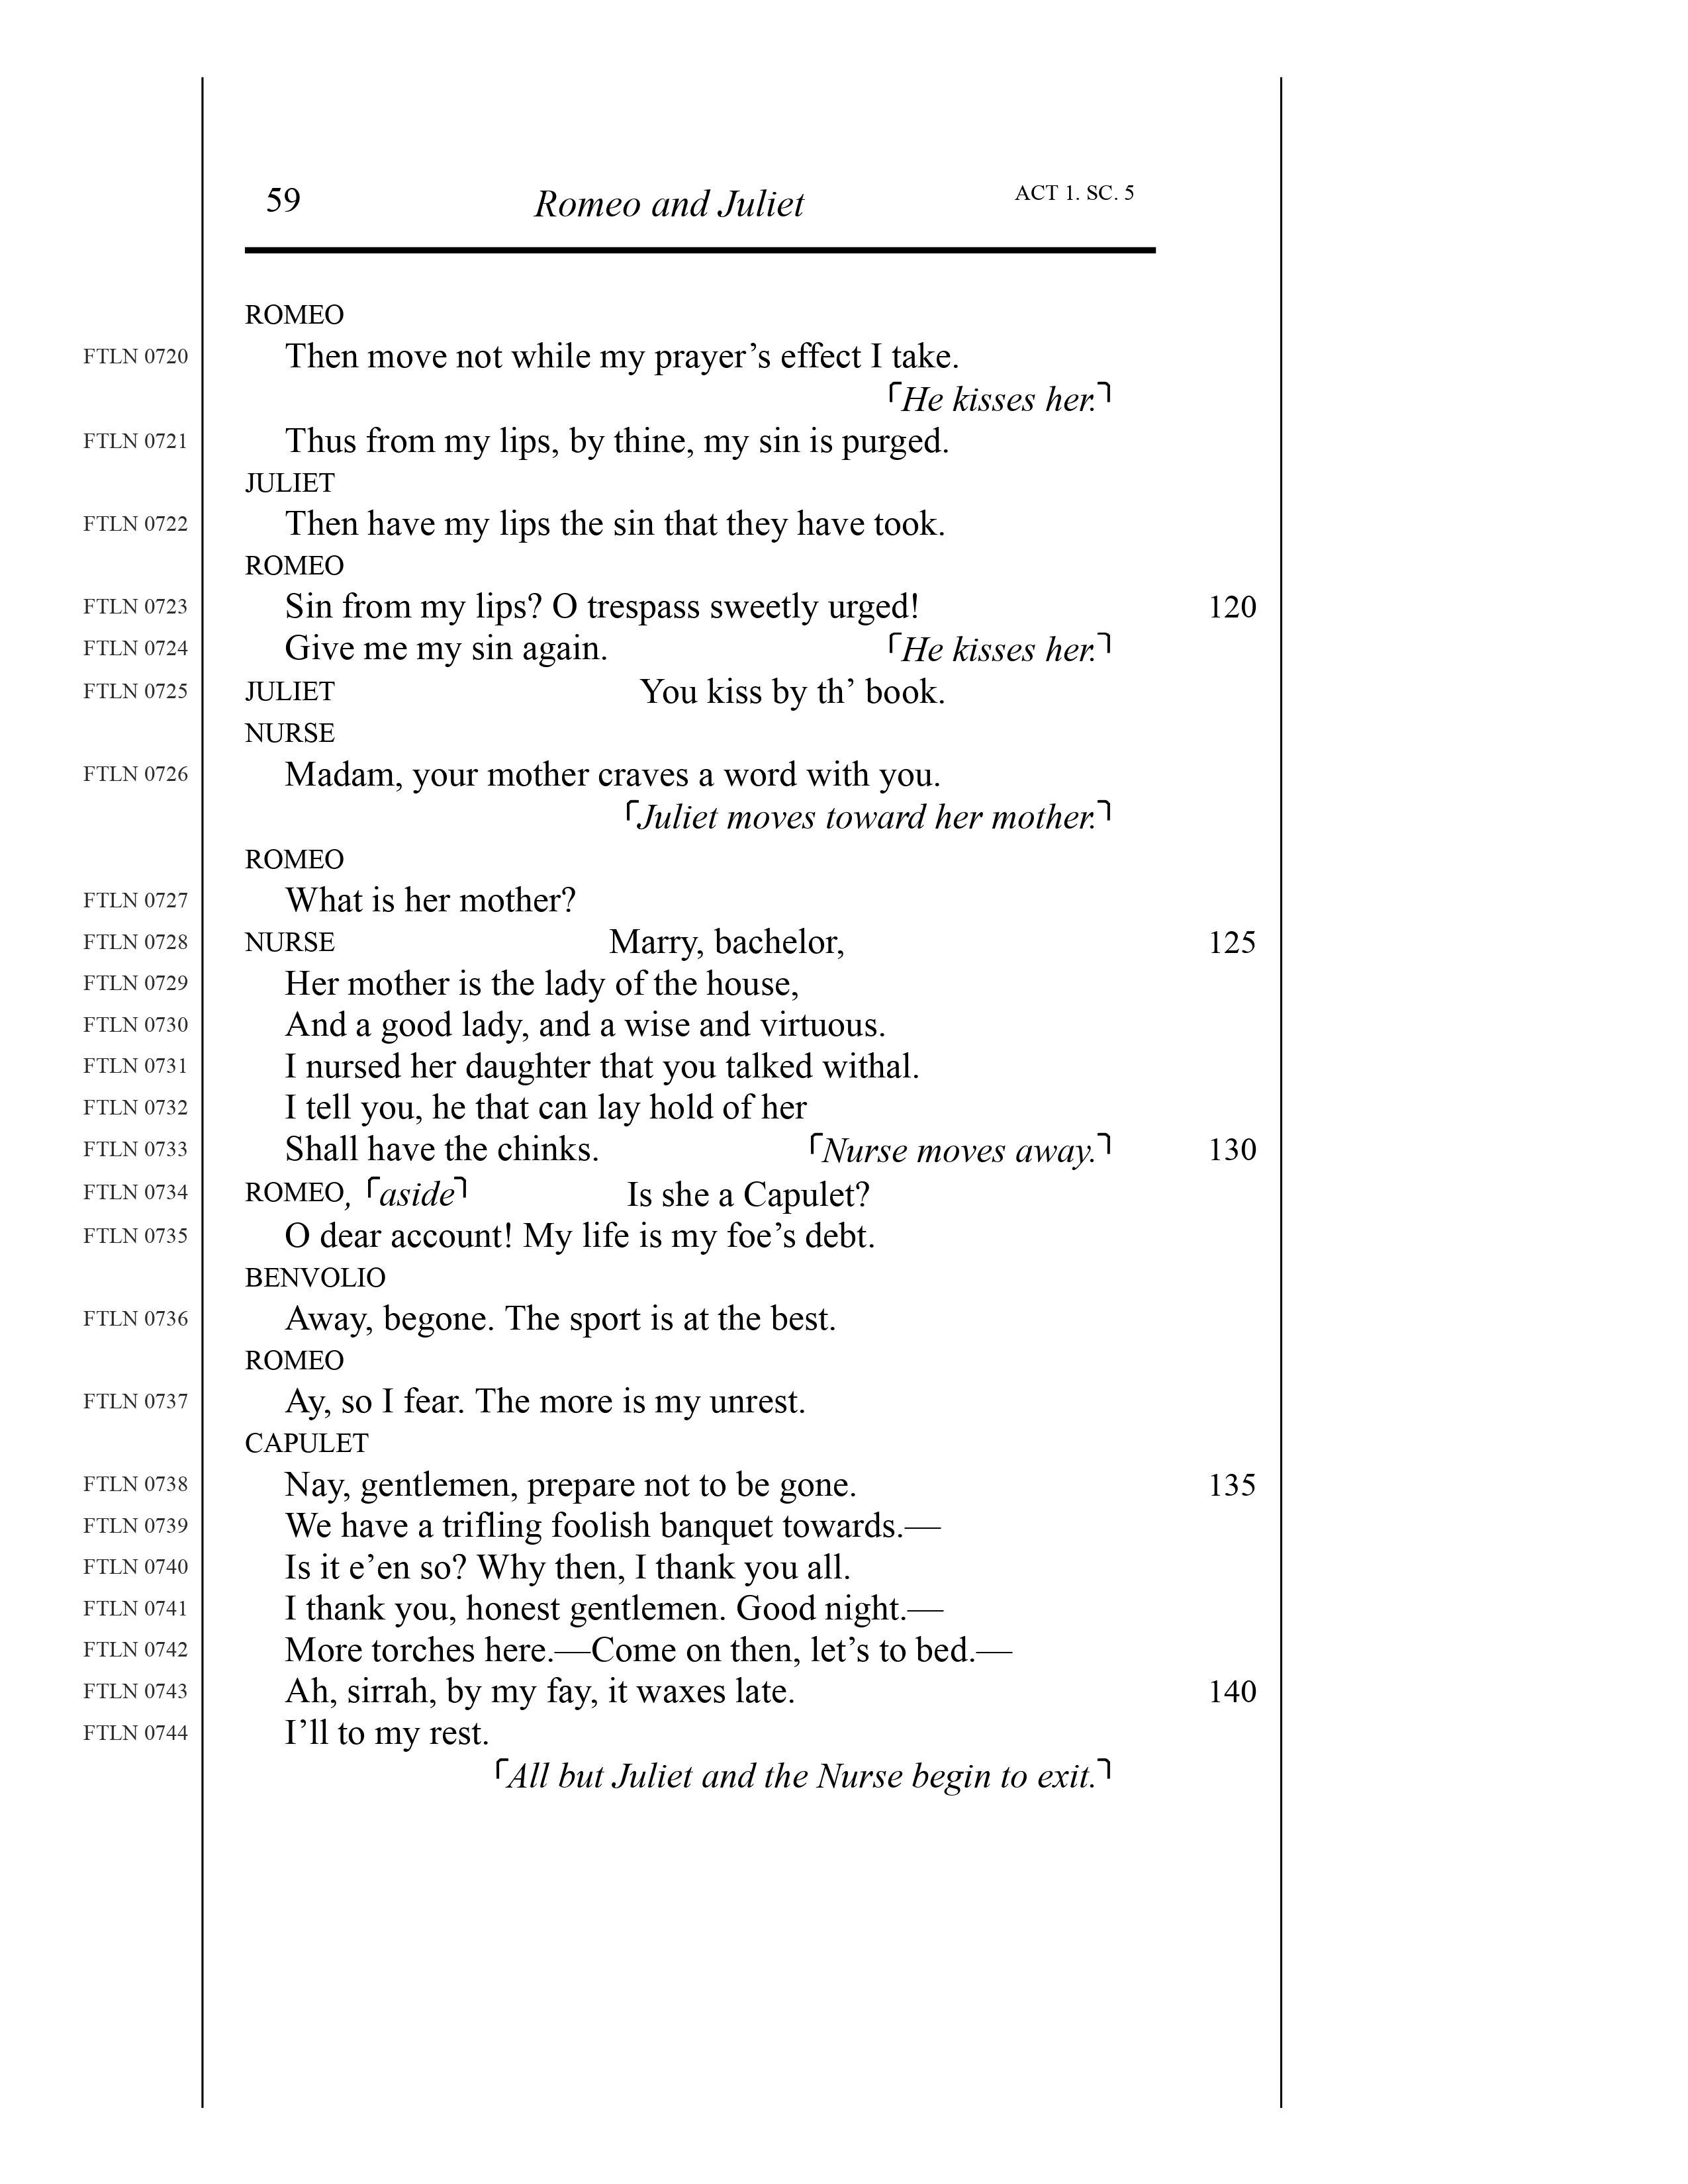 59 Romeo and Juliet ACT 1. SC. 5
ROMEO
FTLN 0720 Then move not while my prayer’s effect I take.
⌜He kisses her.⌝
FTLN 0721 Thus from my lips, by thine, my sin is purged.
JULIET
FTLN 0722 Then have my lips the sin that they have took.
ROMEO
FTLN 0723 Sin from my lips? O trespass sweetly urged! 120
FTLN 0724 Give me my sin again. ⌜He kisses her.⌝
FTLN 0725 JULIET You kiss by th’ book.
NURSE
FTLN 0726 Madam, your mother craves a word with you.
⌜Juliet moves toward her mother.⌝
ROMEO
FTLN 0727 What is her mother?
FTLN 0728 NURSE Marry, bachelor, 125
FTLN 0729 Her mother is the lady of the house,
FTLN 0730 And a good lady, and a wise and virtuous.
FTLN 0731 I nursed her daughter that you talked withal.
FTLN 0732 I tell you, he that can lay hold of her
FTLN 0733 Shall have the chinks. ⌜Nurse moves away.⌝ 130
FTLN 0734 ROMEO, ⌜aside⌝ Is she a Capulet?
FTLN 0735 O dear account! My life is my foe’s debt.
BENVOLIO
FTLN 0736 Away, begone. The sport is at the best.
ROMEO
FTLN 0737 Ay, so I fear. The more is my unrest.
CAPULET
FTLN 0738 Nay, gentlemen, prepare not to be gone. 135
FTLN 0739 We have a trifling foolish banquet towards.—
FTLN 0740 Is it e’en so? Why then, I thank you all.
FTLN 0741 I thank you, honest gentlemen. Good night.—
FTLN 0742 More torches here.—Come on then, let’s to bed.—
FTLN 0743 Ah, sirrah, by my fay, it waxes late. 140
FTLN 0744 I’ll to my rest.
⌜All but Juliet and the Nurse begin to exit.⌝